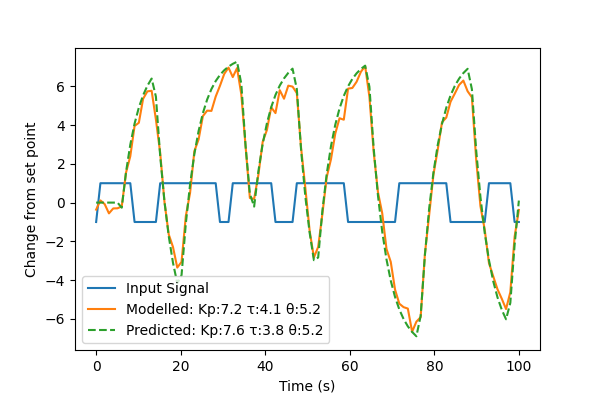 Change from set point
6
4
2
0
−2
−4
−6
Input Signal
Modelled: Kp:7.2 τ:4.1 θ:5.2
Predicted: Kp:7.6 τ:3.8 θ:5.2
0 20 40 60 80 100
Time (s)